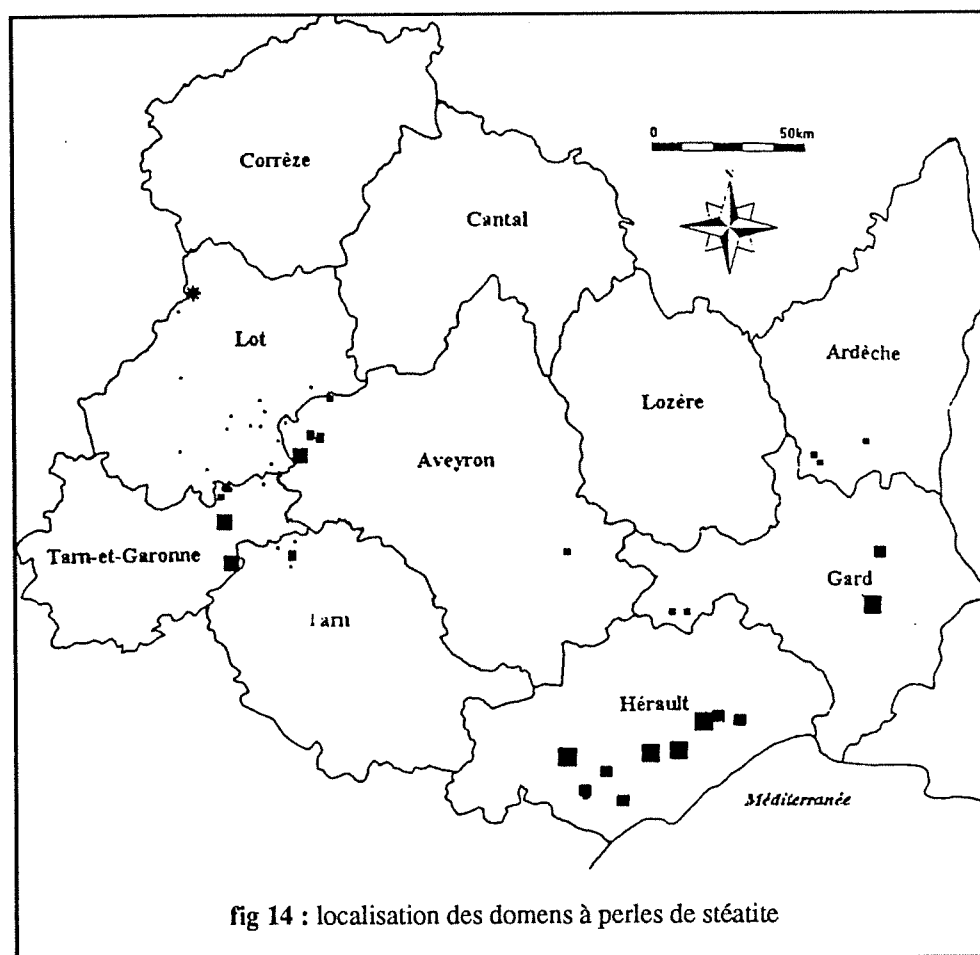 Corrèze
0 50km
N
Cantal
Lot
Ardèche
Lozère
Aveyron
Tarn-et-Garonne
Gard
Tarn
Hérault
Méditerranée
fig 14 : localisation des domens à perles de stéatite